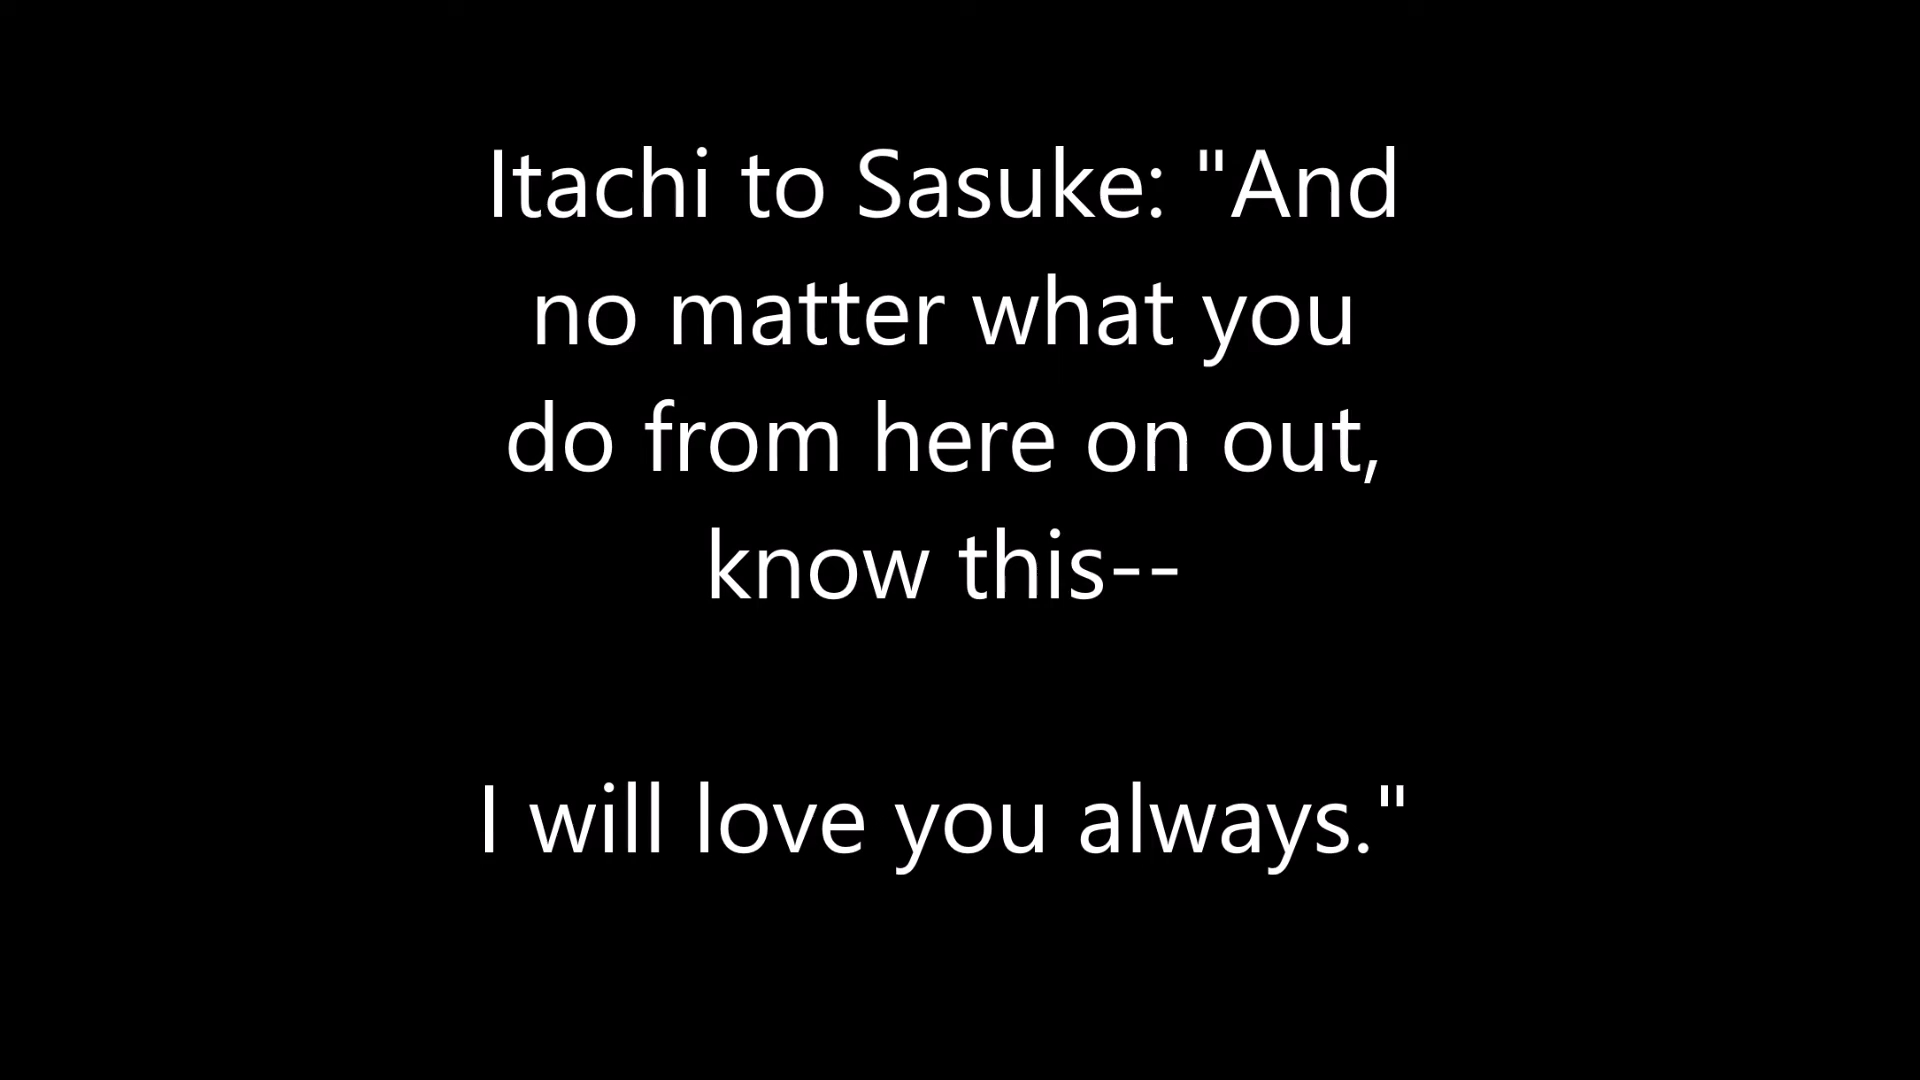 Itachi to Sasuke: "And
no matter what you
do from here on out,
know this--
I will love you always."